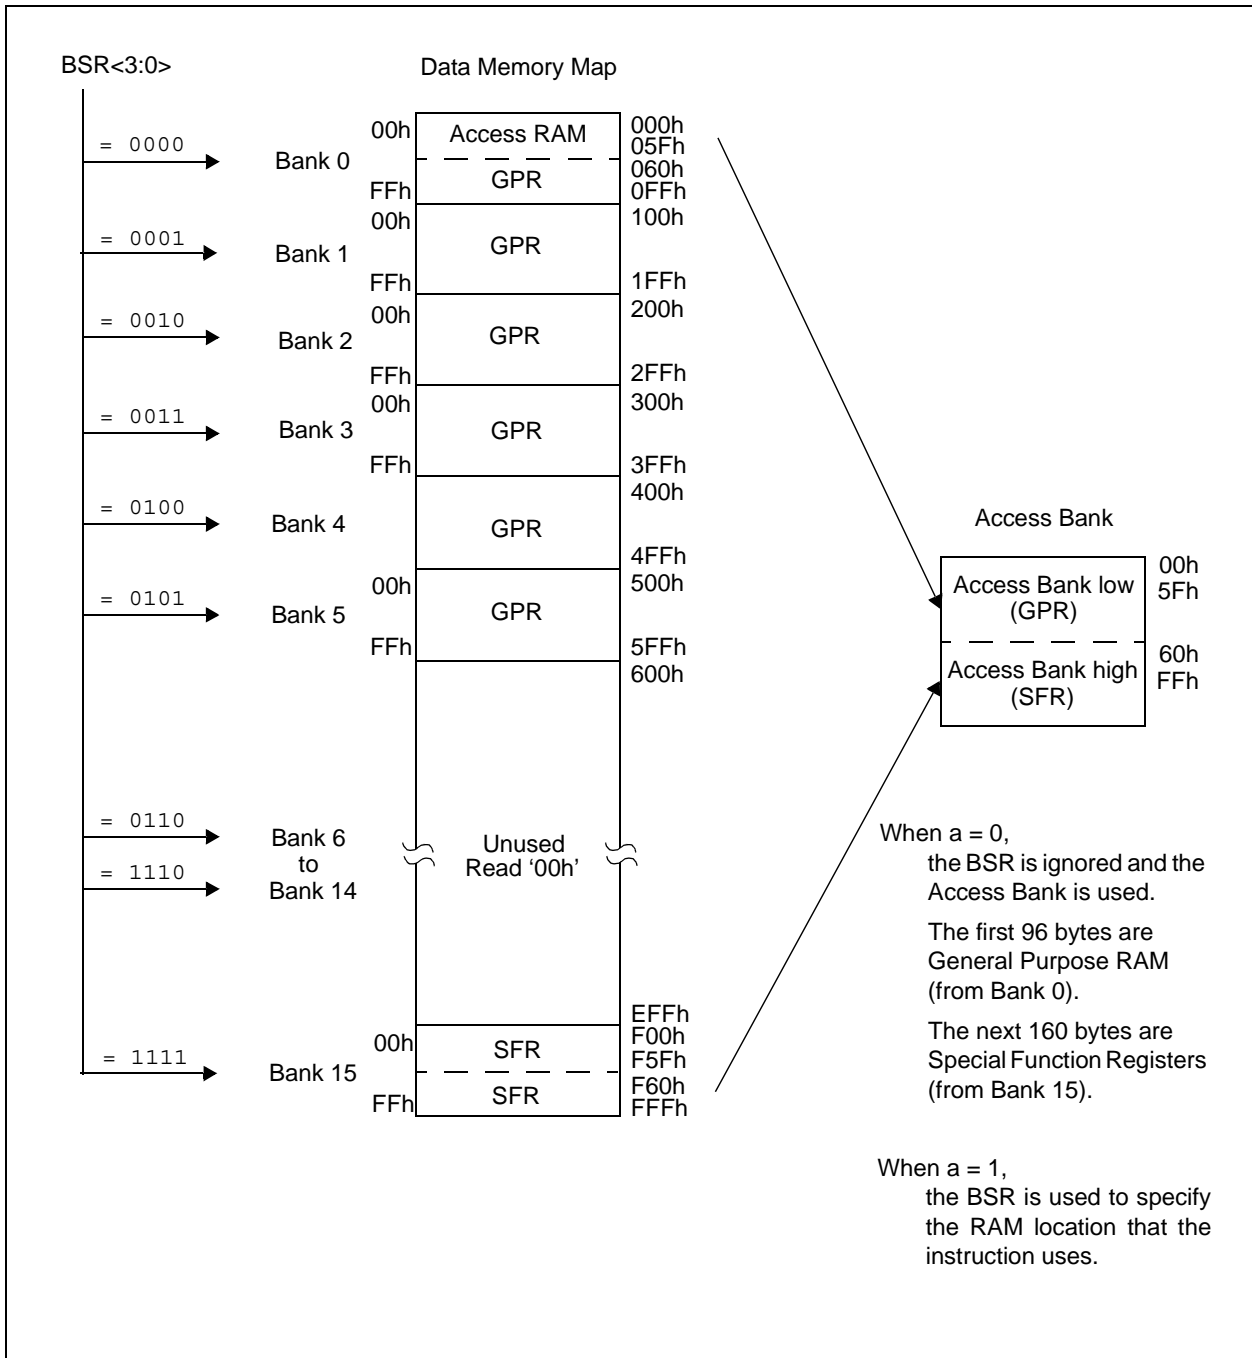 BSR<3:0>
Data Memory Map
= 0000
Bank 0
00h
Access RAM
000h
05Fh
GPR
060h
FFh
0FFh
= 0001
Bank 1
00h
GPR
100h
FFh
1FFh
= 0010
Bank 2
00h
GPR
200h
FFh
2FFh
= 0011
Bank 3
00h
GPR
300h
FFh
3FFh
= 0100
Bank 4
GPR
400h
4FFh
= 0101
Bank 5
00h
GPR
500h
FFh
5FFh
600h
= 0110
= 1110
Bank 6
to
Bank 14
Unused
Read ‘00h’
EFFh
= 1111
Bank 15
00h
SFR
F00h
F5Fh
SFR
F60h
FFh
FFFh
Access Bank
Access Bank low
(GPR)
00h
5Fh
Access Bank high
(SFR)
60h
FFh
When a = 0,
the BSR is ignored and the
Access Bank is used.
The first 96 bytes are
General Purpose RAM
(from Bank 0).
The next 160 bytes are
Special Function Registers
(from Bank 15).
When a = 1,
the BSR is used to specify
the RAM location that the
instruction uses.